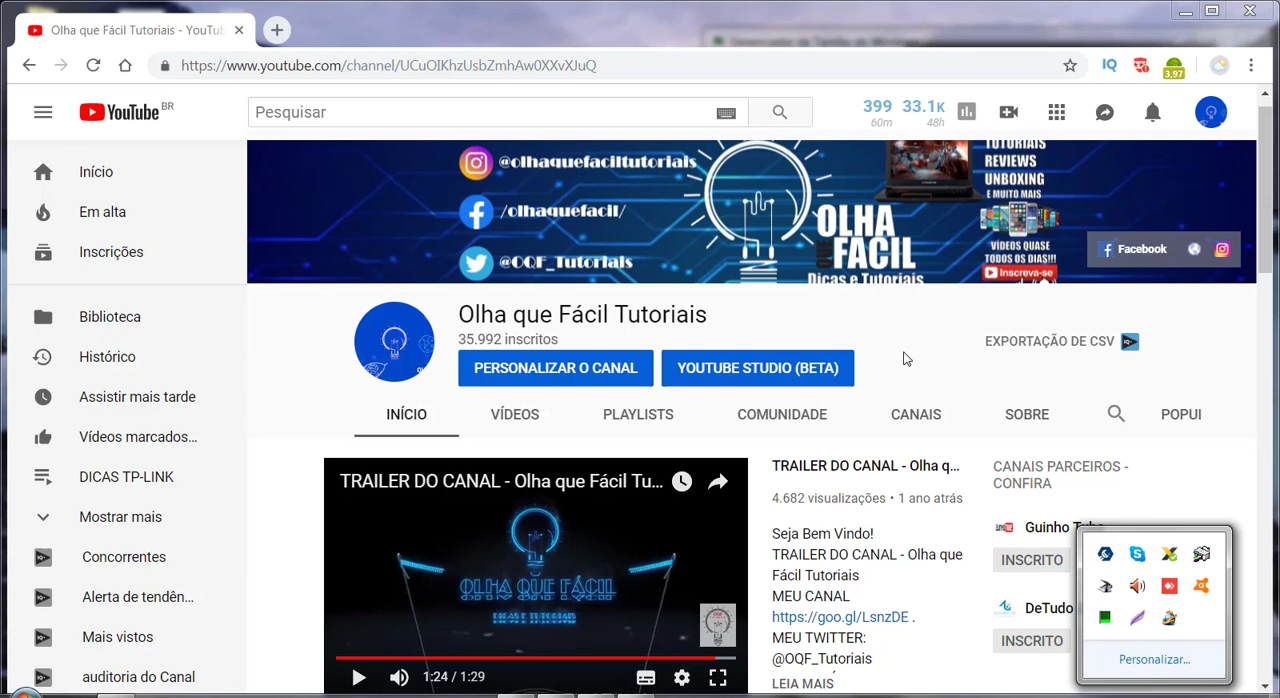 Olha que Fácil Tutoriais - YouTub
https://www.youtube.com/channel/UCuOIKhzUsbZmhAw0XXvXJuQ
IQ
3,97
YouTube BR
Pesquisar
399 33.1K
60m 48h
Início
Em alta
Inscrições
Biblioteca
Histórico
Assistir mais tarde
Vídeos marcados...
DICAS TP-LINK
Mostrar mais
Concorrentes
Alerta de tendên...
Mais vistos
auditoria do Canal
@olhaquefaciltutoriais
/olhaquefacil/
@OQF_Tutoriais
OLHA
FÁCIL
Dicas e Tutoriais
TUTORIAIS
REVIEWS
UNBOXING
E MUITO MAIS
VÍDEOS QUASE
TODOS OS DIAS!!!
Inscreva-se
Facebook
Olha que Fácil Tutoriais
35.992 inscritos
PERSONALIZAR O CANAL
YOUTUBE STUDIO (BETA)
EXPORTAÇÃO DE CSV
INÍCIO VÍDEOS PLAYLISTS COMUNIDADE CANAIS SOBRE POPUI
TRAILER DO CANAL - Olha que Fácil Tu...
OLHA QUE FÁCIL
DICAS E TUTORIAIS
1:24 / 1:29
TRAILER DO CANAL - Olha q...
4.682 visualizações • 1 ano atrás
Seja Bem Vindo!
TRAILER DO CANAL - Olha que
Fácil Tutoriais
MEU CANAL
https://goo.gl/LsnzDE .
MEU TWITTER:
@OQF_Tutoriais
LEIA MAIS
CANAIS PARCEIROS -
CONFIRA
Guinho
INSCRITO
DeTudo
INSCRITO
Personalizar...